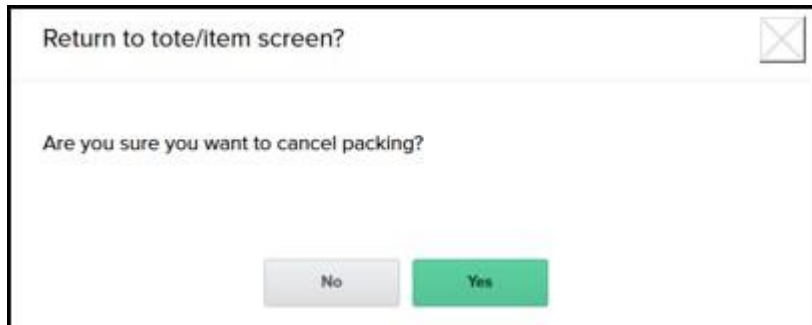 Return to tote/item screen?
Are you sure you want to cancel packing?
No
Yes